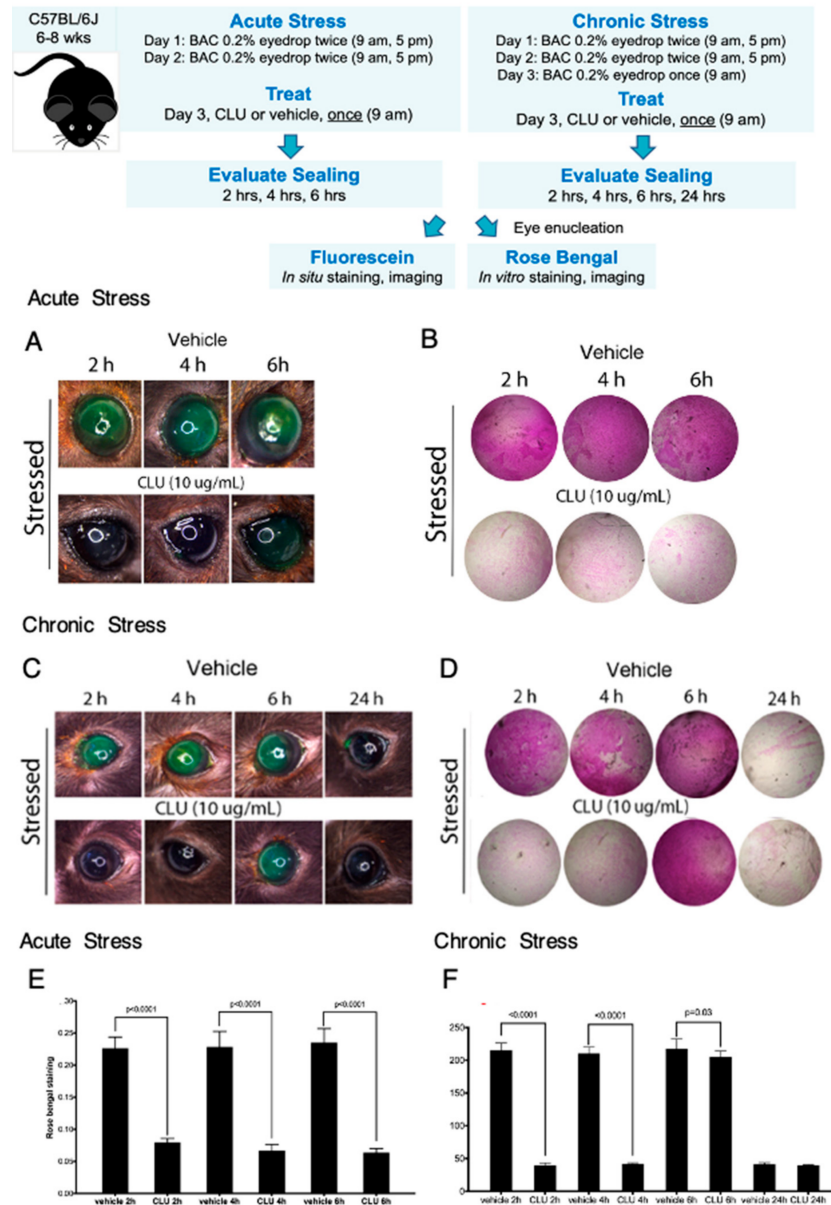 C57BL/6J
6-8 wks
Acute Stress
Day 1: BAC 0.2% eyedrop twice (9 am, 5 pm)
Day 2: BAC 0.2% eyedrop twice (9 am, 5 pm)
Treat
Day 3, CLU or vehicle, once (9 am)
Evaluate Sealing
2 hrs, 4 hrs, 6 hrs
Chronic Stress
Day 1: BAC 0.2% eyedrop twice (9 am, 5 pm)
Day 2: BAC 0.2% eyedrop twice (9 am, 5 pm)
Day 3: BAC 0.2% eyedrop once (9 am)
Treat
Day 3, CLU or vehicle, once (9 am)
Evaluate Sealing
2 hrs, 4 hrs, 6 hrs, 24 hrs
Eye enucleation
Fluorescein
In situ staining, imaging
Rose Bengal
In vitro staining, imaging
Acute Stress
A
Vehicle
2 h 4 h 6h
Stressed
CLU (10 ug/mL)
B
Vehicle
2 h 4 h 6h
Stressed
CLU (10 ug/mL)
Chronic Stress
C
Vehicle
2 h 4 h 6 h 24 h
Stressed
CLU (10 ug/mL)
D
Vehicle
2 h 4 h 6 h 24 h
Stressed
CLU (10 ug/mL)
Acute Stress
E
p<0.0001 p<0.0001 p<0.0001
Rose bengal staining
0.30
0.25
0.20
0.15
0.10
0.05
0.00
vehicle 2h CLU 2h vehicle 4h CLU 4h vehicle 6h CLU 6h
Chronic Stress
F
<0.0001 <0.0001 p=0.03
250
200
150
100
50
0
vehicle 2h CLU 2h vehicle 4h CLU 4h vehicle 6h CLU 6h vehicle 24h CLU 24h